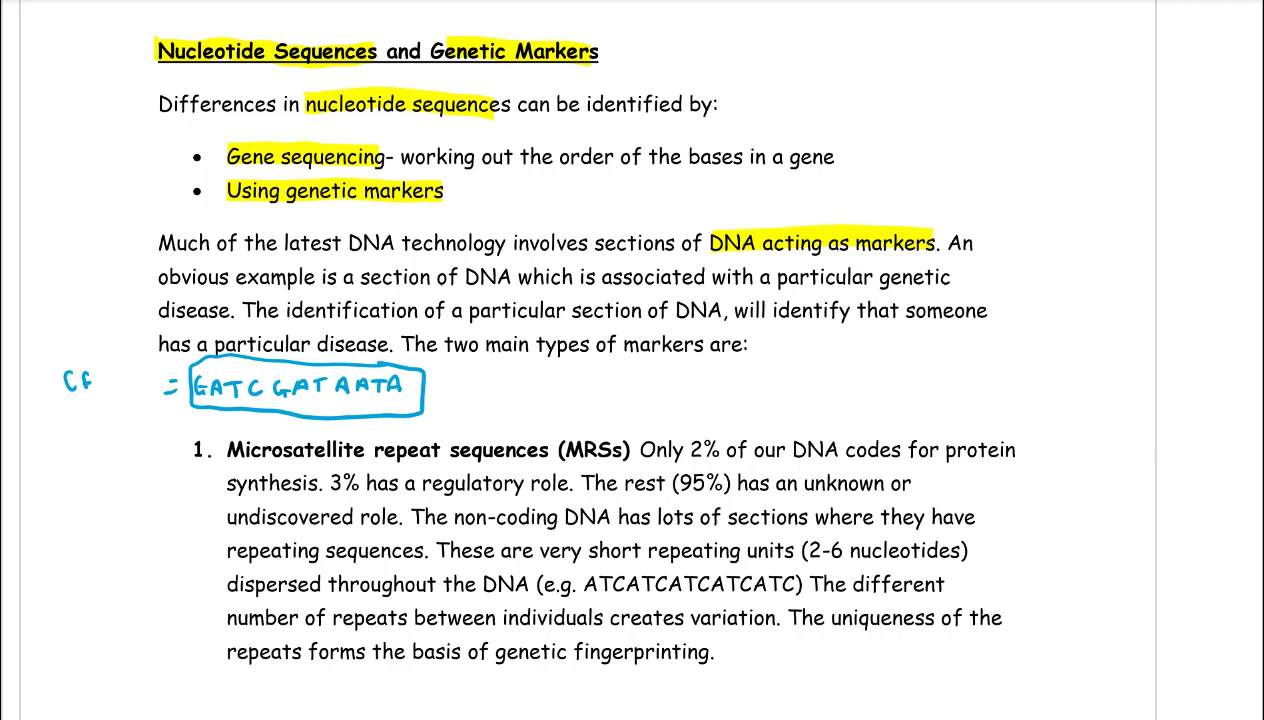 Nucleotide Sequences and Genetic Markers
Differences in nucleotide sequences can be identified by:
• Gene sequencing- working out the order of the bases in a gene
• Using genetic markers
Much of the latest DNA technology involves sections of DNA acting as markers. An
obvious example is a section of DNA which is associated with a particular genetic
disease. The identification of a particular section of DNA, will identify that someone
has a particular disease. The two main types of markers are:
CF = GATCGATAATA
1. Microsatellite repeat sequences (MRSs) Only 2% of our DNA codes for protein
synthesis. 3% has a regulatory role. The rest (95%) has an unknown or
undiscovered role. The non-coding DNA has lots of sections where they have
repeating sequences. These are very short repeating units (2-6 nucleotides)
dispersed throughout the DNA (e.g. ATCATCATCATCATC) The different
number of repeats between individuals creates variation. The uniqueness of the
repeats forms the basis of genetic fingerprinting.